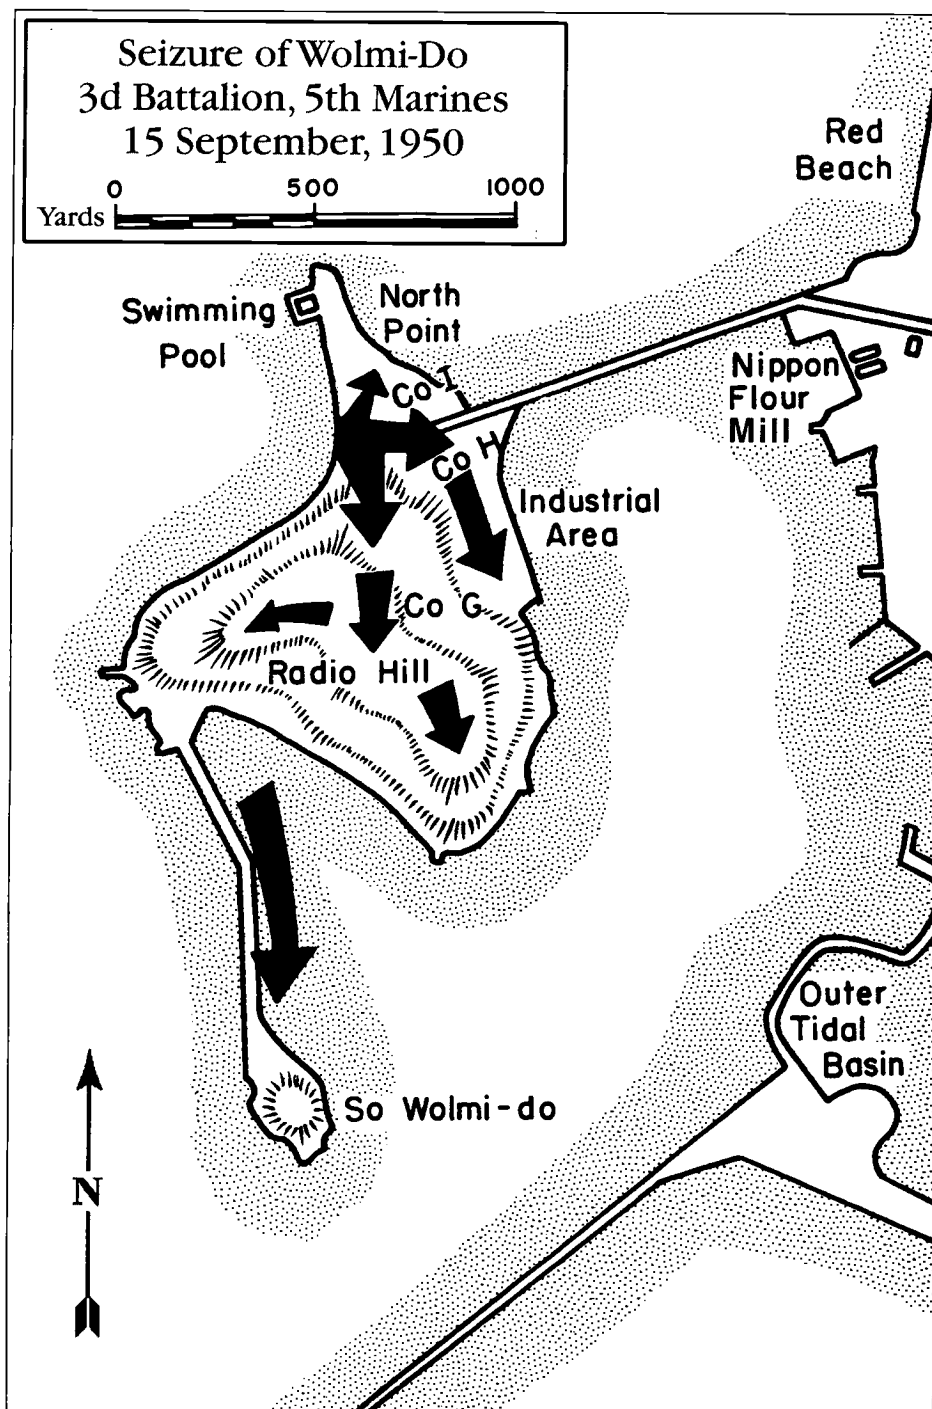 Seizure of Wolmi-Do
3d Battalion, 5th Marines
15 September, 1950
0 500 1000
Yards
Red
Beach
Swimming
Pool
North
Point
Co I
Nippon
Flour
Mill
Co H
Industrial
Area
Co G
Radio Hill
Outer
Tidal
Basin
So Wolmi-do
N